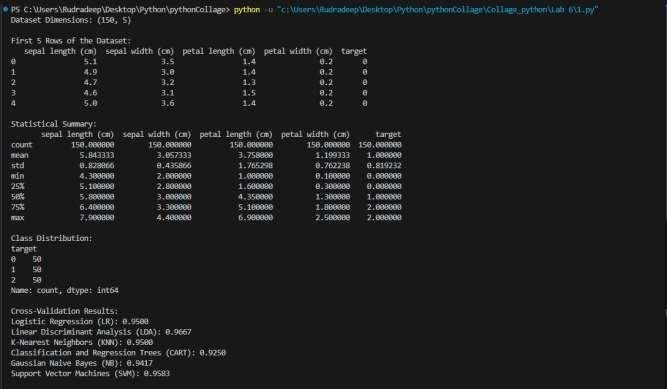 PS C:\Users\Rudradeep\Desktop\Python\pythonCollage> python -u "c:\Users\Rudradeep\Desktop\Python\pythonCollage\Collage_python\Lab 6\1.py"
Dataset Dimensions: (150, 5)
First 5 Rows of the Dataset:
sepal length (cm) sepal width (cm) petal length (cm) petal width (cm) target
0 5.1 3.5 1.4 0.2 0
1 4.9 3.0 1.4 0.2 0
2 4.7 3.2 1.3 0.2 0
3 4.6 3.1 1.5 0.2 0
4 5.0 3.6 1.4 0.2 0
Statistical Summary:
sepal length (cm) sepal width (cm) petal length (cm) petal width (cm) target
count 150.000000 150.000000 150.000000 150.000000 150.000000
mean 5.843333 3.057333 3.758000 1.199333 1.000000
std 0.828066 0.435866 1.765298 0.762238 0.819232
min 4.300000 2.000000 1.000000 0.100000 0.000000
25% 5.100000 2.800000 1.600000 0.300000 0.000000
50% 5.800000 3.000000 4.350000 1.300000 1.000000
75% 6.400000 3.300000 5.100000 1.800000 2.000000
max 7.900000 4.400000 6.900000 2.500000 2.000000
Class Distribution:
target
0 50
1 50
2 50
Name: count, dtype: int64
Cross-Validation Results:
Logistic Regression (LR): 0.9500
Linear Discriminant Analysis (LDA): 0.9667
K-Nearest Neighbors (KNN): 0.9500
Classification and Regression Trees (CART): 0.9250
Gaussian Naive Bayes (NB): 0.9417
Support Vector Machines (SVM): 0.9583